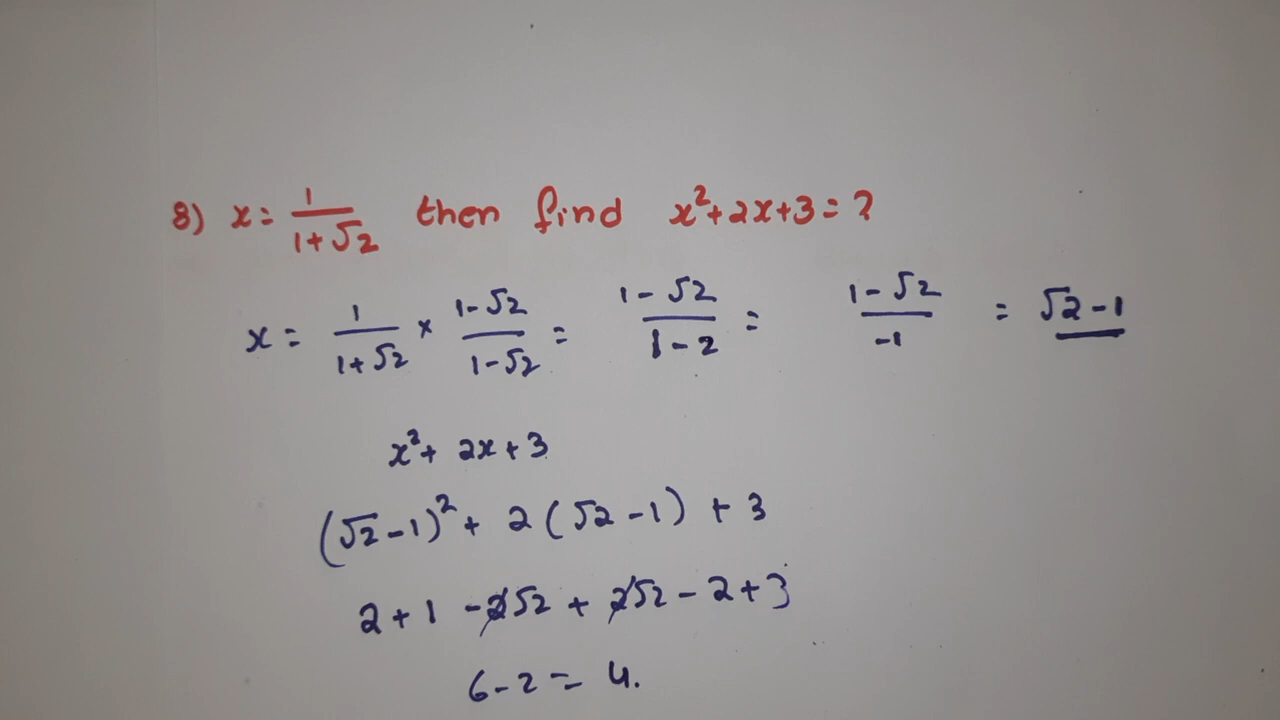 8) x = 1/(1+√2) then find x²+2x+3=?
x = 1/(1+√2) × (1-√2)/(1-√2) = (1-√2)/(1-2) = (1-√2)/(-1) = √2-1
x²+ 2x+3
(√2-1)²+ 2(√2-1) + 3
2+1 -2√2 + 2√2 - 2+3
6-2 = 4.